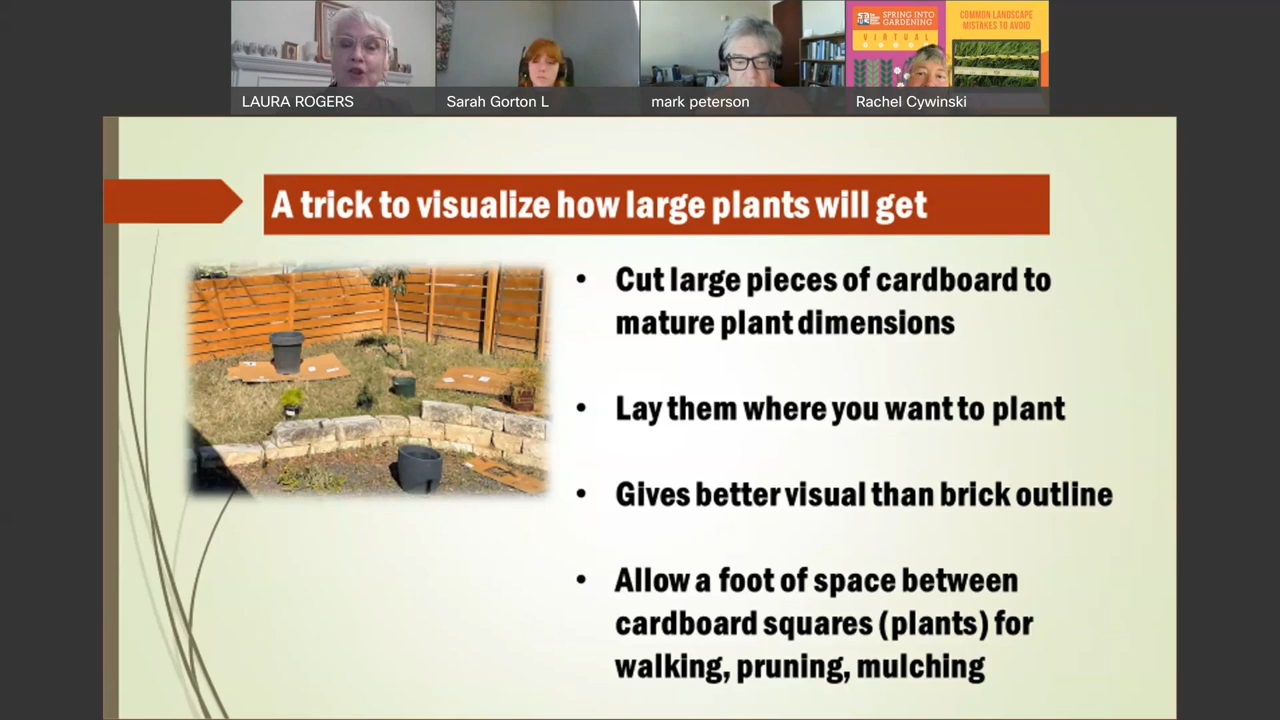 SPRING INTO
GARDENING
VIRTUAL
COMMON LANDSCAPE
MISTAKES TO AVOID
LAURA ROGERS
Sarah Gorton L
mark peterson
Rachel Cywinski
A trick to visualize how large plants will get
• Cut large pieces of cardboard to
mature plant dimensions
• Lay them where you want to plant
• Gives better visual than brick outline
• Allow a foot of space between
cardboard squares (plants) for
walking, pruning, mulching